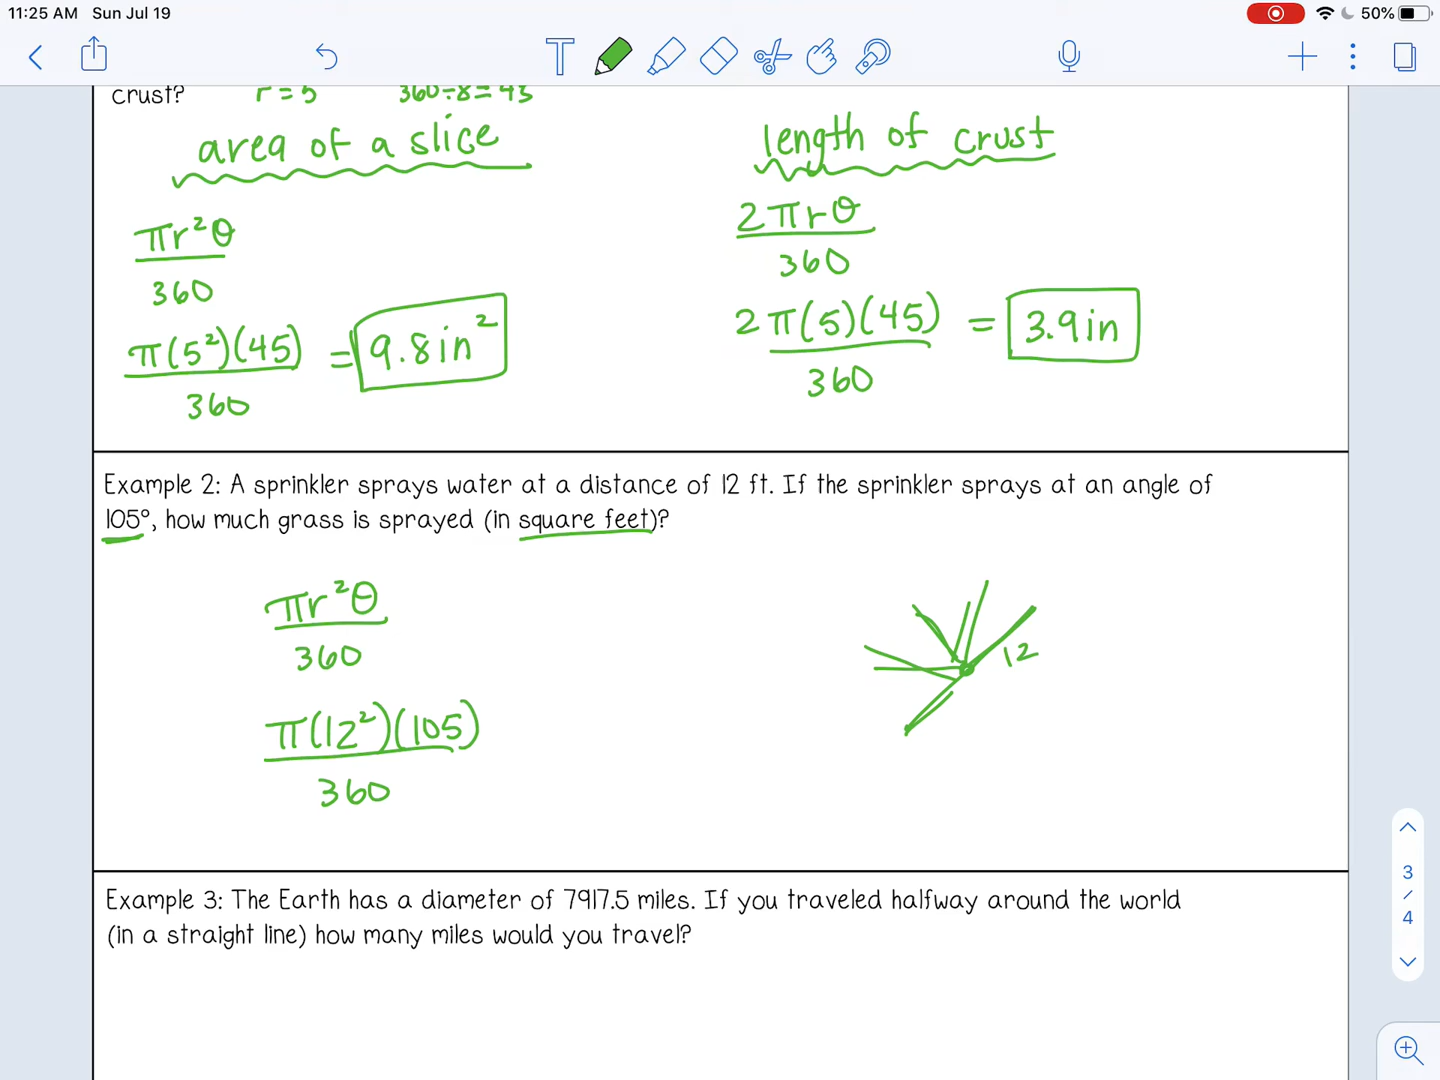 11:25 AM Sun Jul 19
50%
crust? r = 5 360÷8=45
area of a slice
length of crust
πr²θ
360
2πrθ
360
π(5²)(45)
360
= 9.8in²
2π(5)(45)
360
= 3.9in
Example 2: A sprinkler sprays water at a distance of 12 ft. If the sprinkler sprays at an angle of
105°, how much grass is sprayed (in square feet)?
πr²θ
360
12
π(12²)(105)
360
Example 3: The Earth has a diameter of 7917.5 miles. If you traveled halfway around the world
(in a straight line) how many miles would you travel?
3
/
4